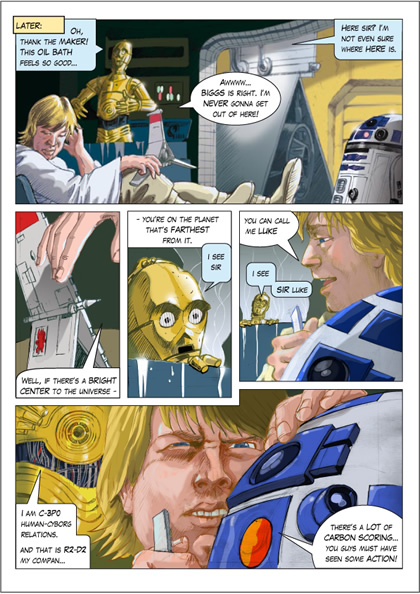 LATER:
OH,
THANK THE MAKER!
THIS OIL BATH
FEELS SO GOOD...
AWWWW...
BIGGS IS RIGHT. I'M
NEVER GONNA GET
OUT OF HERE!
HERE SIR? I'M
NOT EVEN SURE
WHERE HERE IS.
WELL, IF THERE'S A BRIGHT
CENTER TO THE UNIVERSE -
- YOU'RE ON THE PLANET
THAT'S FARTHEST
FROM IT.
I SEE
SIR
YOU CAN CALL
ME LUKE
I SEE
SIR LUKE
I AM C-3PO
HUMAN-CYBORG
RELATIONS.
AND THAT IS R2-D2
MY COMPAN...
THERE'S A LOT OF
CARBON SCORING...
YOU GUYS MUST HAVE
SEEN SOME ACTION!